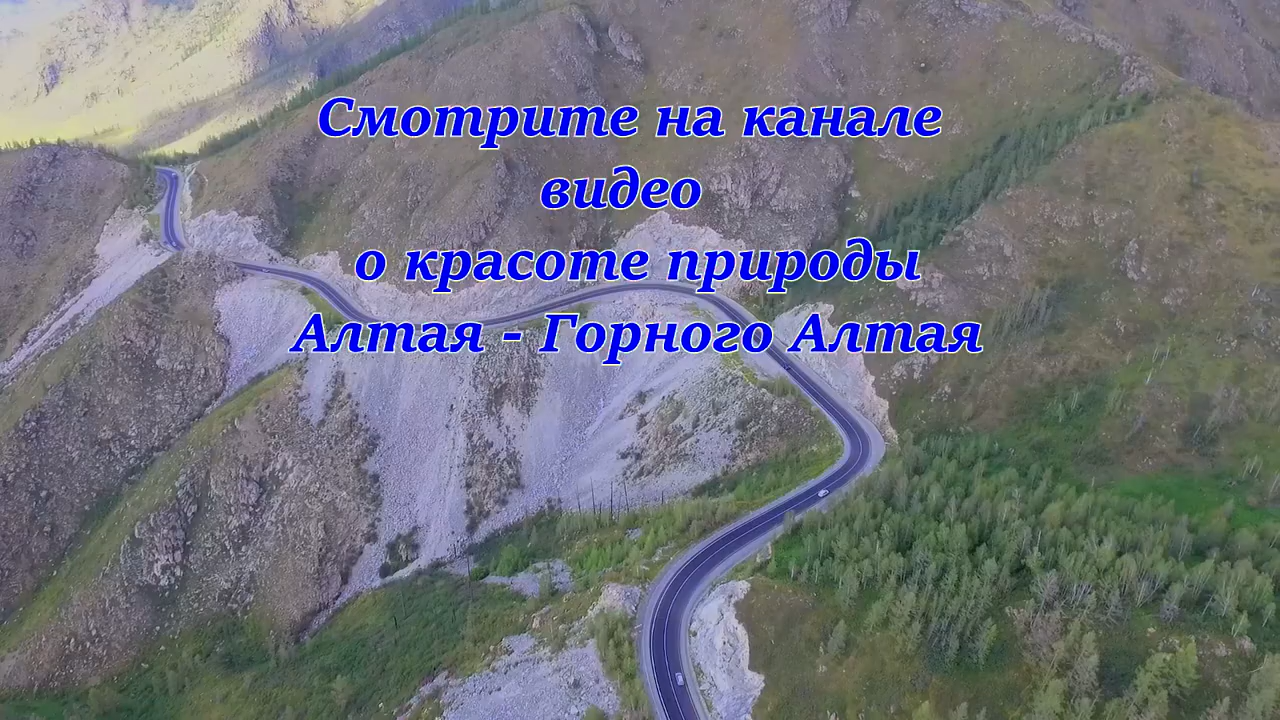 Смотрите на канале
видео
о красоте природы
Алтая - Горного Алтая